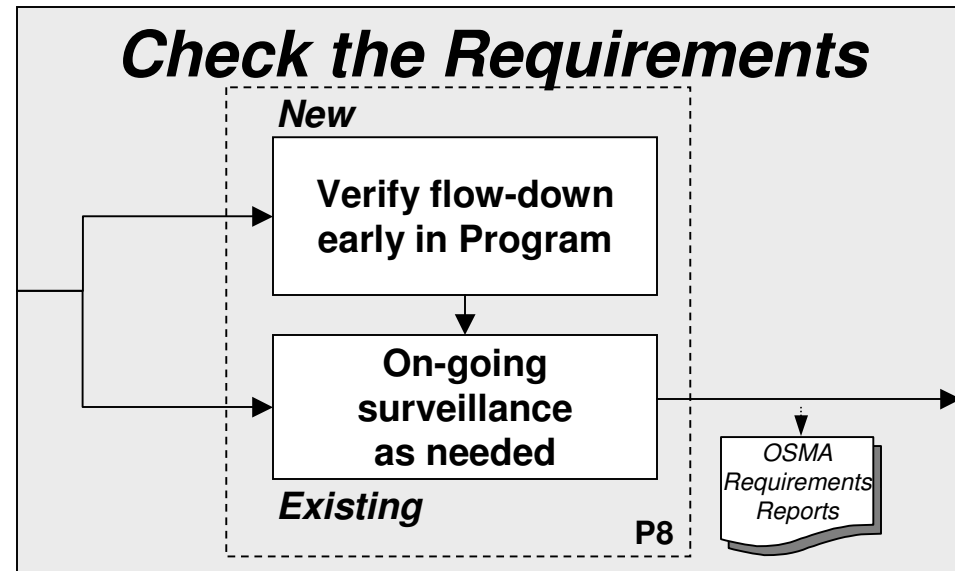 Check the Requirements
New
Verify flow-down
early in Program
On-going
surveillance
as needed
Existing
P8
OSMA
Requirements
Reports